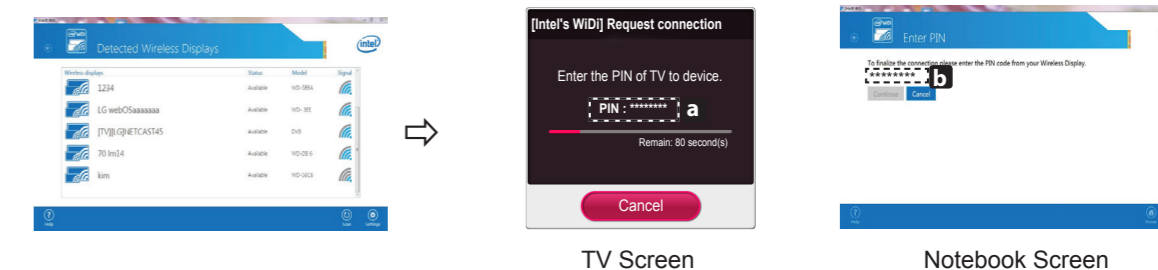 Detected Wireless Displays
intel
Wireless displays Status Model Signal
1234 Available
LG webOSaaaaaaa Available
[TV][LG]NETCAST45 Available
70 lm14 Available
kim Available
Help Scan Settings
[Intel's WiDi] Request connection
Enter the PIN of TV to device.
PIN : ******** a
Remain: 80 second(s)
Cancel
TV Screen
Enter PIN
To finalize the connection please enter the PIN code from your Wireless Display.
******** b
Continue Cancel
Help
Notebook Screen